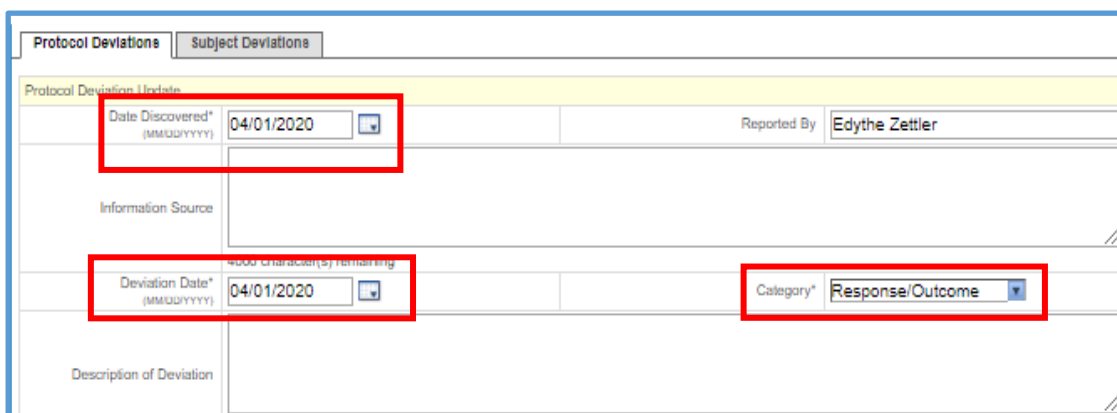 Protocol Deviations Subject Deviations
Protocol Deviation Update
Date Discovered* 04/01/2020 Reported By Edythe Zettler
(MM/DD/YYYY)
Information Source
4000 character(s) remaining
Deviation Date* 04/01/2020 Category* Response/Outcome
(MM/DD/YYYY)
Description of Deviation